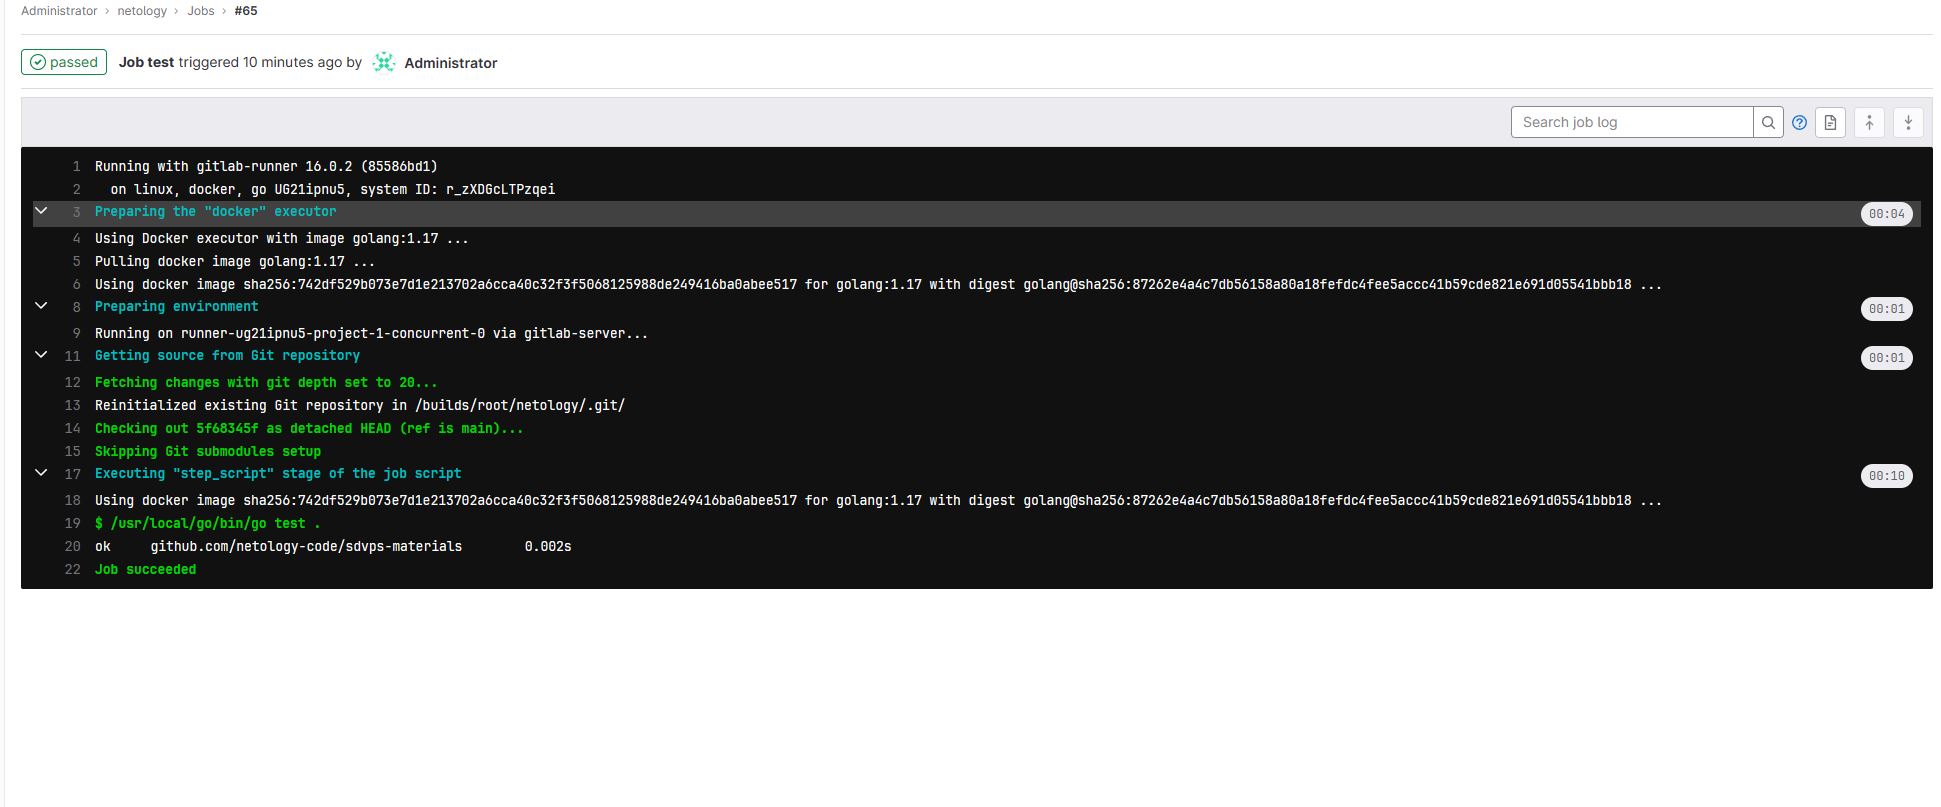 Administrator › netology › Jobs › #65
passed Job test triggered 10 minutes ago by Administrator
Search job log
1 Running with gitlab-runner 16.0.2 (85586bd1)
2 on linux, docker, go UG21ipnu5, system ID: r_zXDGcLTPzqei
3 Preparing the "docker" executor 00:04
4 Using Docker executor with image golang:1.17 ...
5 Pulling docker image golang:1.17 ...
6 Using docker image sha256:742df529b073e7d1e213702a6cca40c32f3f5068125988de249416ba0abee517 for golang:1.17 with digest golang@sha256:87262e4a4c7db56158a80a18fefdc4fee5accc41b59cde821e691d05541bbb18 ...
8 Preparing environment 00:01
9 Running on runner-ug21ipnu5-project-1-concurrent-0 via gitlab-server...
11 Getting source from Git repository 00:01
12 Fetching changes with git depth set to 20...
13 Reinitialized existing Git repository in /builds/root/netology/.git/
14 Checking out 5f68345f as detached HEAD (ref is main)...
15 Skipping Git submodules setup
17 Executing "step_script" stage of the job script 00:10
18 Using docker image sha256:742df529b073e7d1e213702a6cca40c32f3f5068125988de249416ba0abee517 for golang:1.17 with digest golang@sha256:87262e4a4c7db56158a80a18fefdc4fee5accc41b59cde821e691d05541bbb18 ...
19 $ /usr/local/go/bin/go test .
20 ok github.com/netology-code/sdvps-materials 0.002s
22 Job succeeded